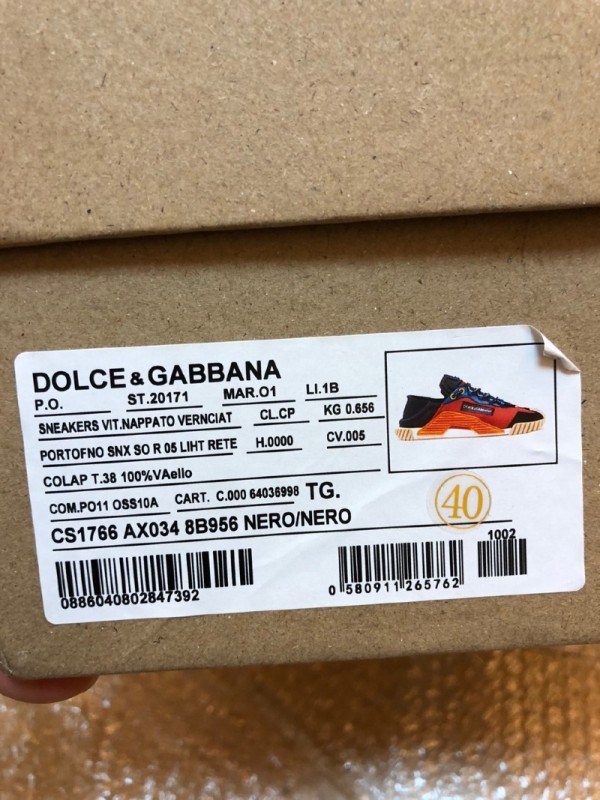 DOLCE & GABBANA
P.O. ST.20171 MAR.O1 LI.1B
SNEAKERS VIT.NAPPATO VERNCIAT CL.CP KG 0.656
PORTOFNO SNX SO R 05 LIHT RETE H.0000 CV.005
COLAP T.38 100%VAello
COM.PO11 OSS10A CART. C.000 64036998 TG. 40
CS1766 AX034 8B956 NERO/NERO
1002
0886040802847392
0 580911 265762